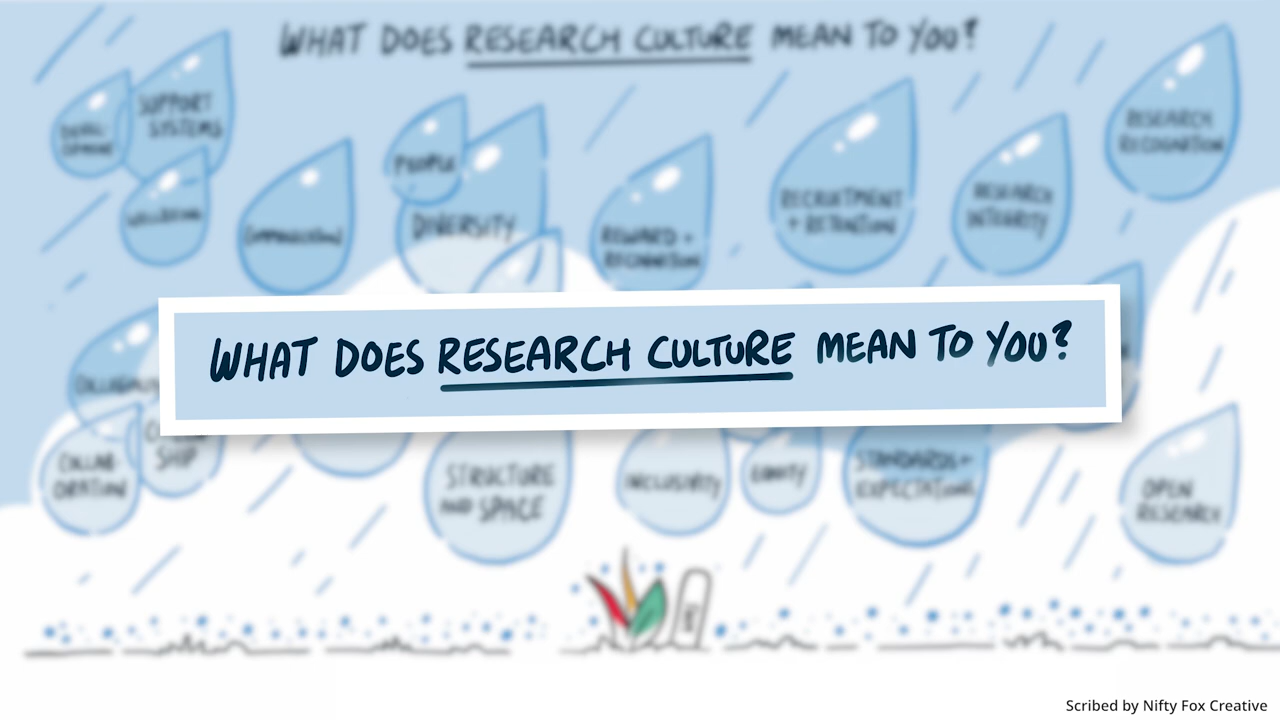 WHAT DOES RESEARCH CULTURE MEAN TO YOU?
SUPPORT
SYSTEMS
WELLBEING
PEOPLE
DIVERSITY
REWARD +
RECOGNITION
RECRUITMENT
+ RETENTION
RESEARCH
INTEGRITY
RESEARCH
RECOGNITION
WHAT DOES RESEARCH CULTURE MEAN TO YOU?
SHIP
COLLAB-
ORATION
STRUCTURE
AND SPACE
INCLUSIVITY
EQUITY
STANDARDS +
EXPECTATIONS
OPEN
RESEARCH
Scribed by Nifty Fox Creative